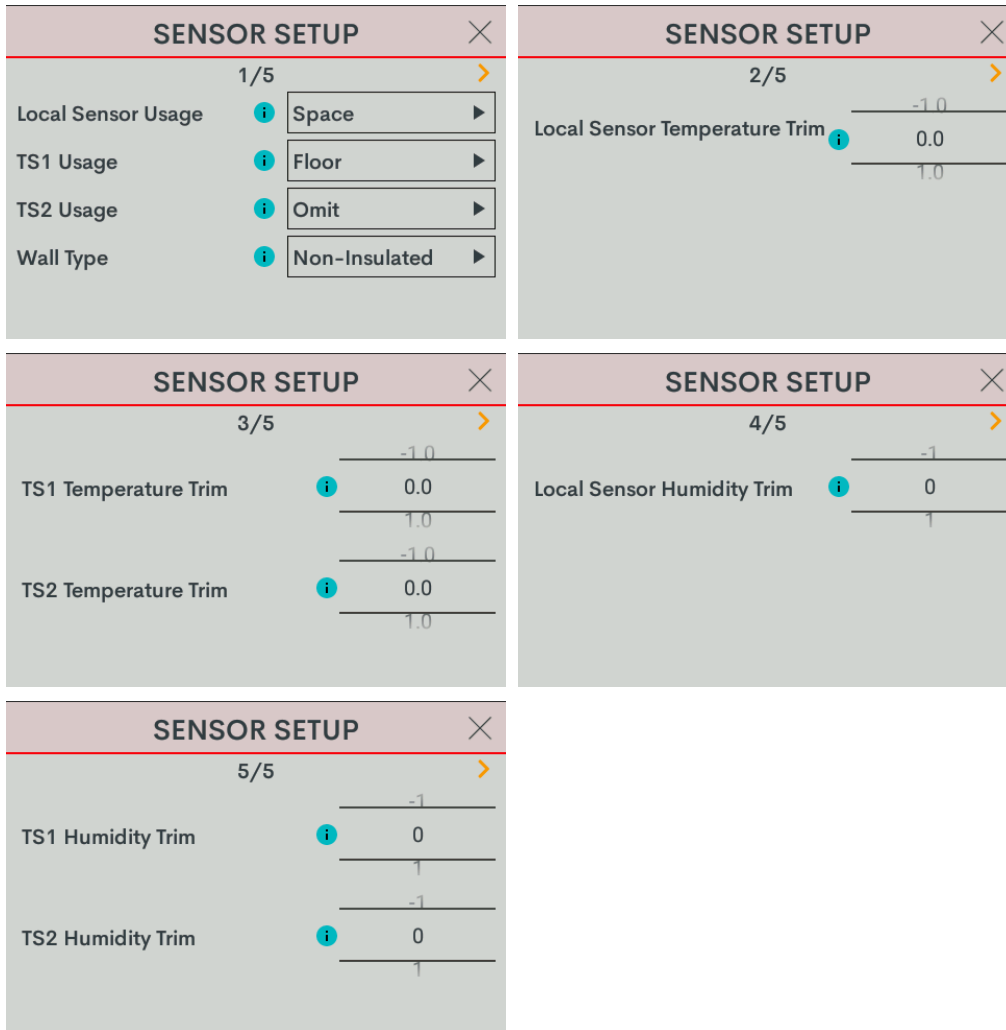 SENSOR SETUP
1/5
Local Sensor Usage i Space
TS1 Usage i Floor
TS2 Usage i Omit
Wall Type i Non-Insulated
SENSOR SETUP
2/5
-1.0
Local Sensor Temperature Trim i 0.0
1.0
SENSOR SETUP
3/5
-1.0
TS1 Temperature Trim i 0.0
1.0
-1.0
TS2 Temperature Trim i 0.0
1.0
SENSOR SETUP
4/5
-1
Local Sensor Humidity Trim i 0
1
SENSOR SETUP
5/5
-1
TS1 Humidity Trim i 0
1
-1
TS2 Humidity Trim i 0
1